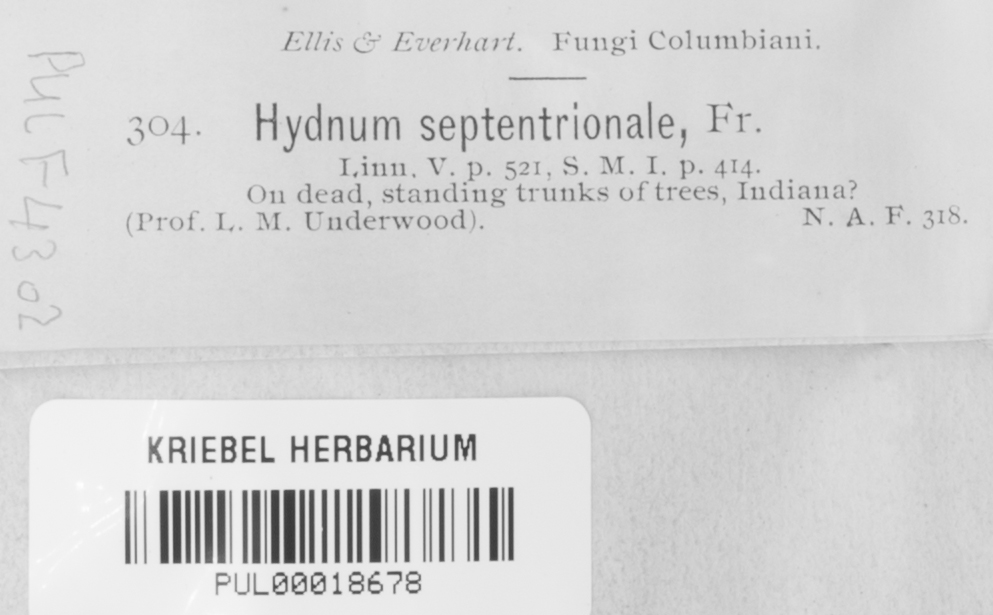 Ellis & Everhart. Fungi Columbiani.
304. Hydnum septentrionale, Fr.
Linn. V. p. 521, S. M. I. p. 414.
On dead, standing trunks of trees, Indiana?
(Prof. L. M. Underwood). N. A. F. 318.
PUL F4302
KRIEBEL HERBARIUM
PUL00018678